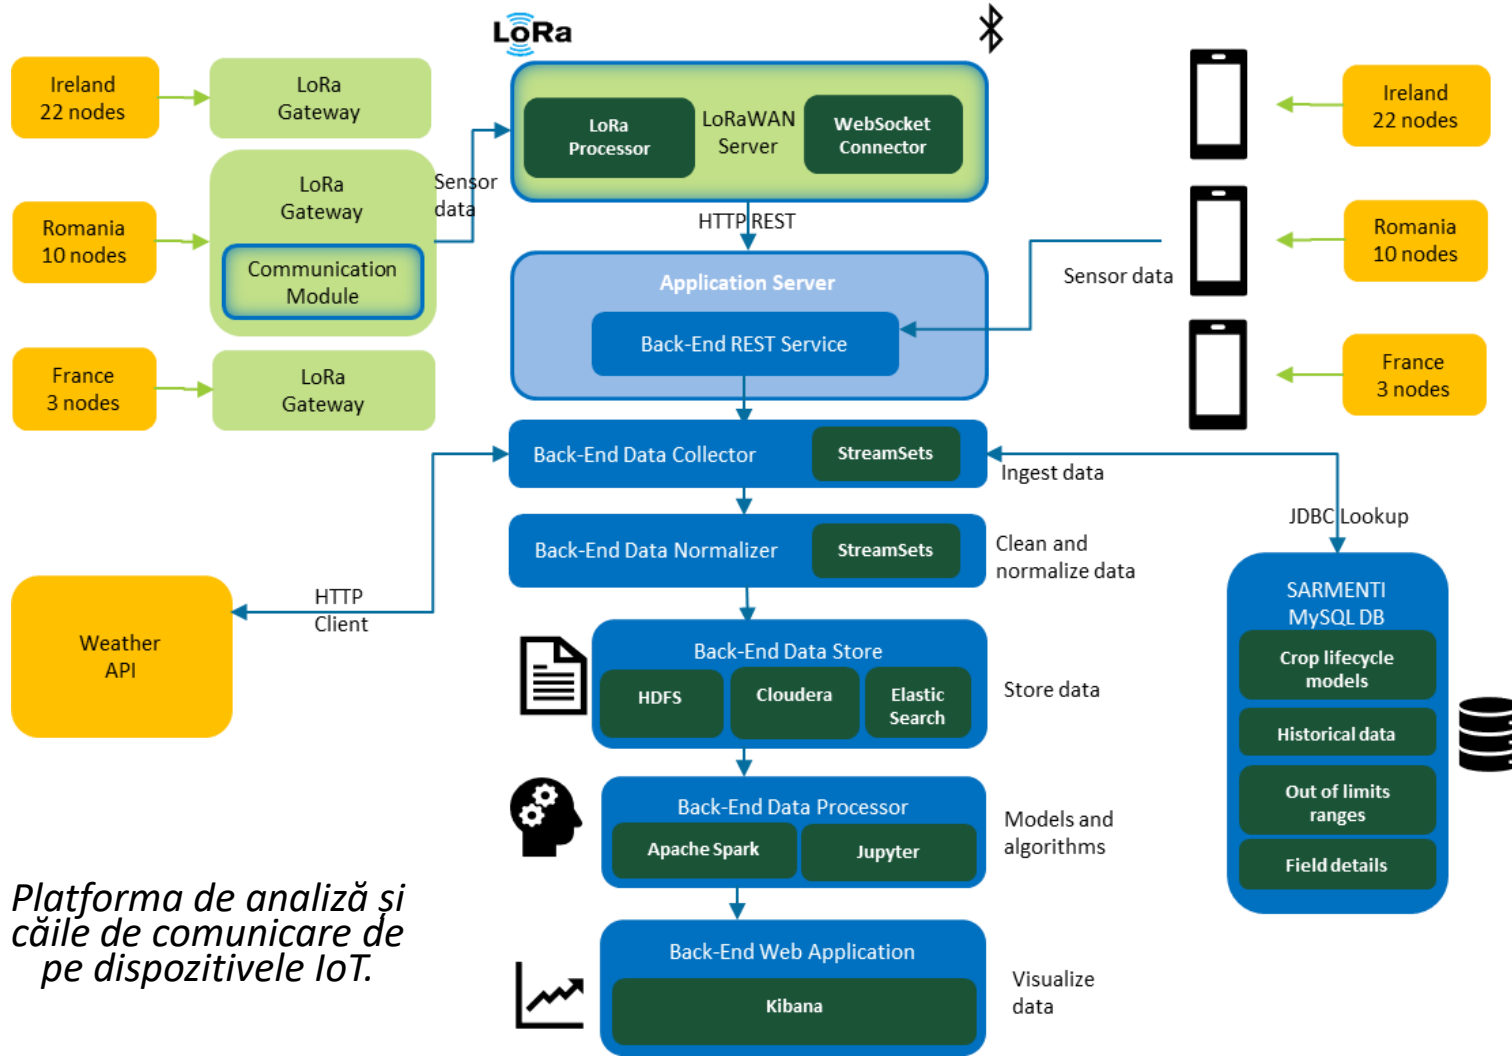 LoRa
Ireland
22 nodes
LoRa
Gateway
LoRa
Processor
LoRaWAN
Server
WebSocket
Connector
Ireland
22 nodes
Romania
10 nodes
LoRa
Gateway
Communication
Module
Sensor
data
HTTP REST
Application Server
Back-End REST Service
Sensor data
Romania
10 nodes
France
3 nodes
LoRa
Gateway
France
3 nodes
Back-End Data Collector
StreamSets
Ingest data
JDBC Lookup
Back-End Data Normalizer
StreamSets
Clean and
normalize data
HTTP
Client
Weather
API
SARMENTI
MySQL DB
Crop lifecycle
models
Historical data
Out of limits
ranges
Field details
Back-End Data Store
HDFS
Cloudera
Elastic
Search
Store data
Back-End Data Processor
Apache Spark
Jupyter
Models and
algorithms
Platforma de analiză și
căile de comunicare de
pe dispozitivele IoT.
Back-End Web Application
Kibana
Visualize
data